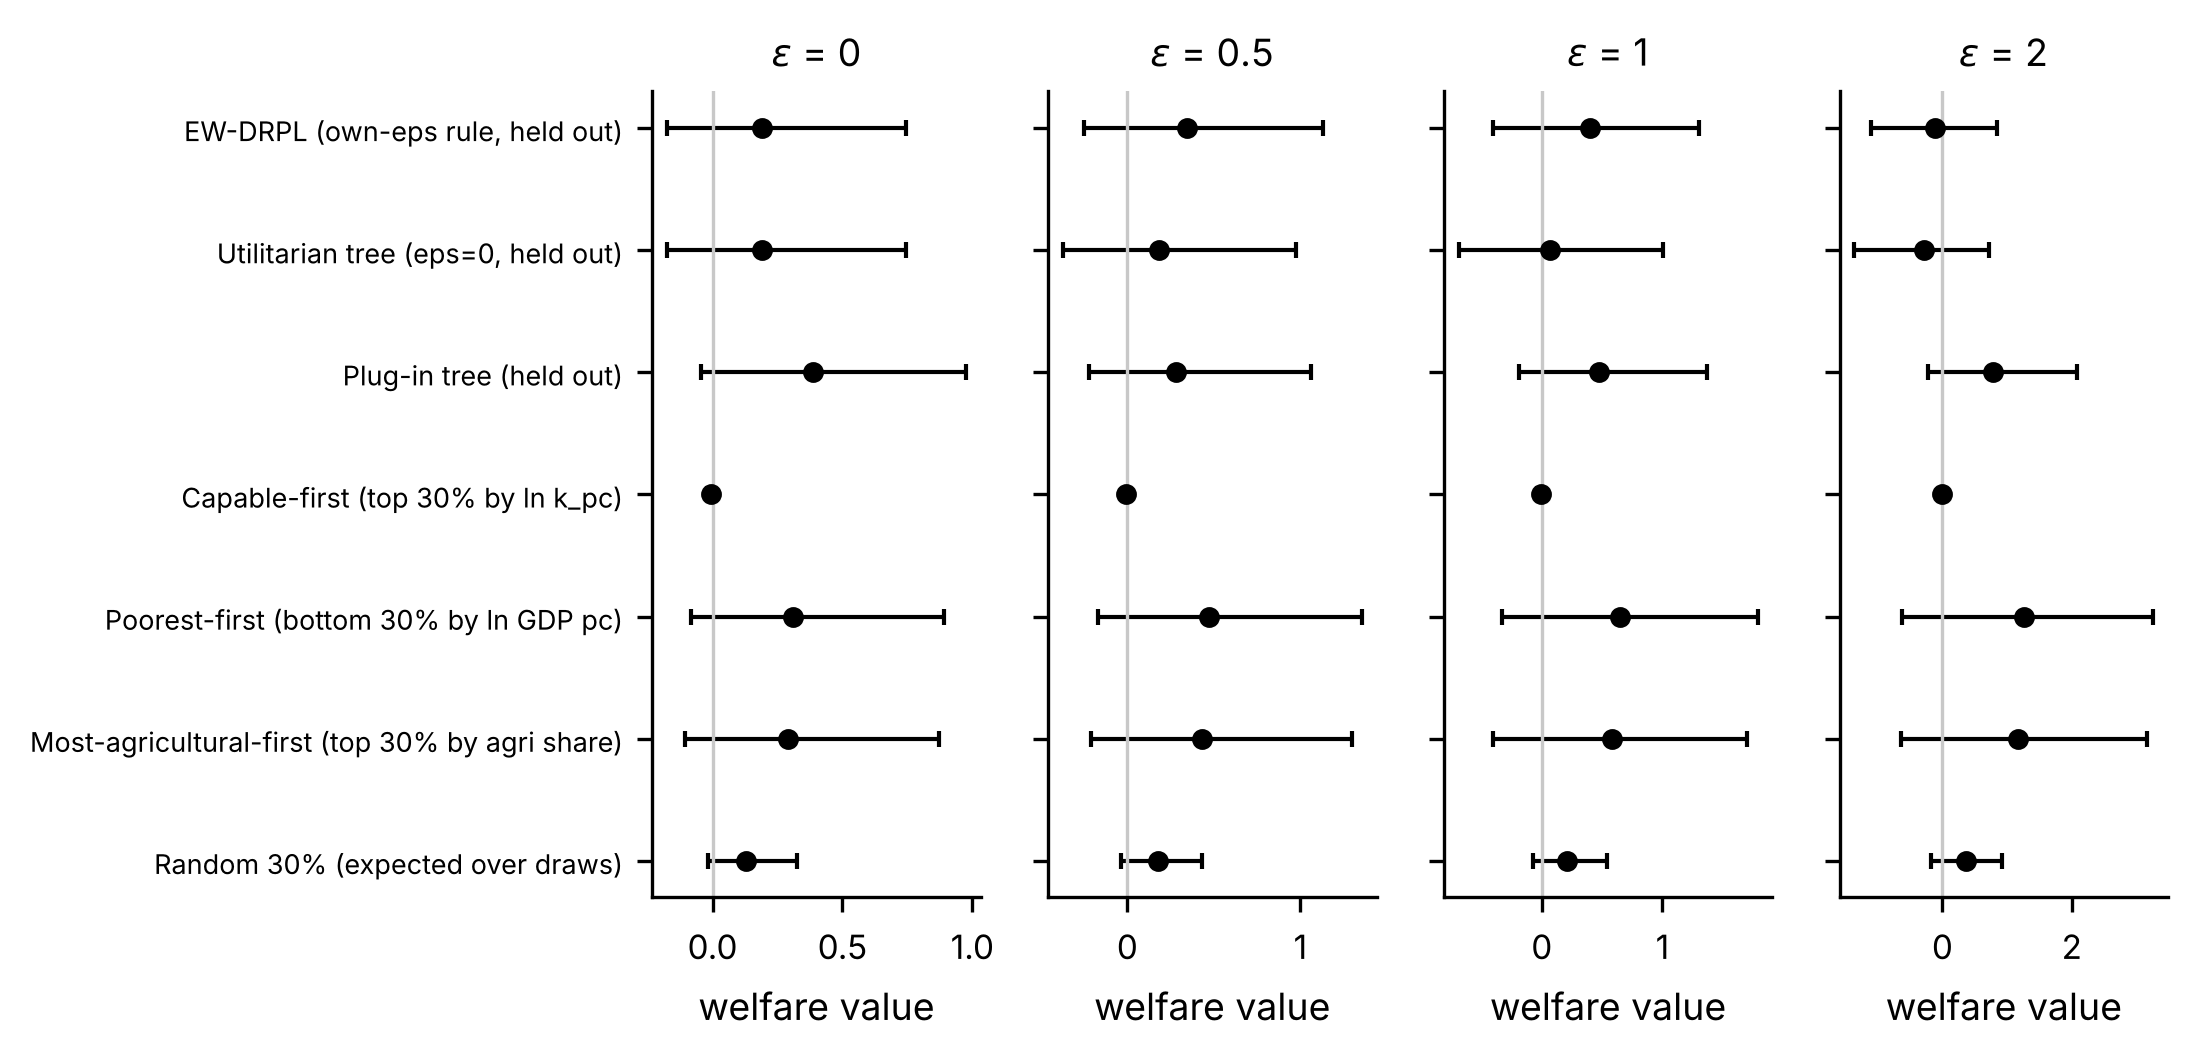 ε = 0
ε = 0.5
ε = 1
ε = 2
EW-DRPL (own-eps rule, held out)
Utilitarian tree (eps=0, held out)
Plug-in tree (held out)
Capable-first (top 30% by ln k_pc)
Poorest-first (bottom 30% by ln GDP pc)
Most-agricultural-first (top 30% by agri share)
Random 30% (expected over draws)
0.0 0.5 1.0
0 1
0 1
0 2
welfare value
welfare value
welfare value
welfare value